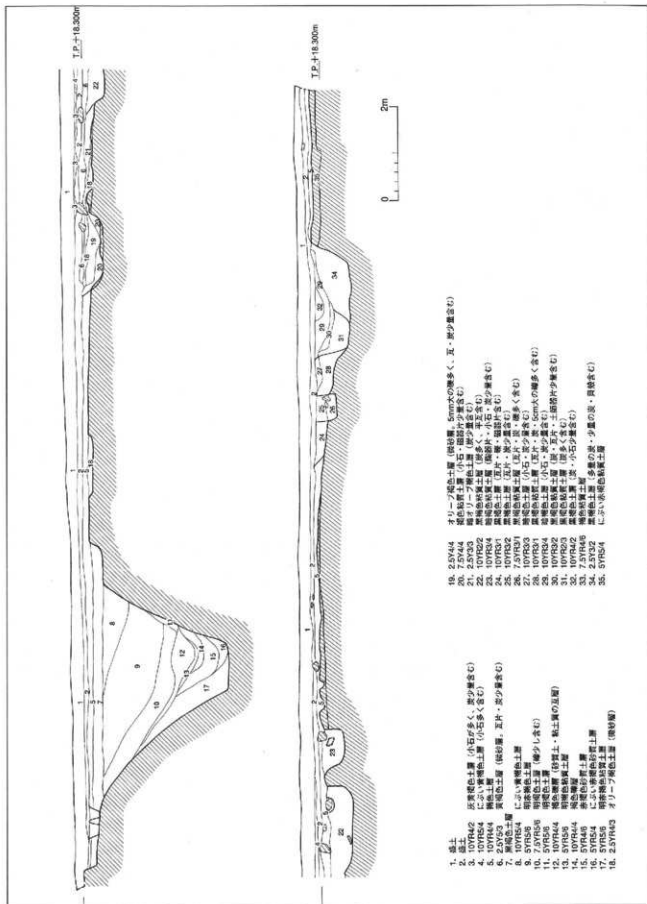 T.P.+18.300m
T.P.+18.300m
0 2m
1. 盛土
2. 盛土
3. 10YR4/2 灰黄褐色土層（小石が多く、炭少量含む）
4. 10YR5/4 にぶい黄褐色土層（小石多く含む）
5. 10YR4/4 褐色土層
6. 2.5Y5/3 黄褐色土層（微砂層、瓦片・炭少量含む）
7. 黒褐色土層
8. 10YR5/4 にぶい黄褐色土層
9. 5YR5/6 明赤褐色土層
10. 7.5YR5/6 明褐色土層（礫少し含む）
11. 5YR5/6 明褐色土層
12. 10YR4/4 褐色礫層（砂質土・粘土質の互層）
13. 5YR5/6 明褐色粘質土層
14. 10YR4/4 褐色礫層
15. 5YR4/6 赤褐色砂質土層
16. 5YR5/4 にぶい赤褐色砂質土層
17. 5YR5/6 明赤褐色粘質土層
18. 2.5YR4/3 オリーブ褐色土層（微砂層）
19. 2.5Y4/4 オリーブ褐色土層（微砂層、5mm大の礫多く、瓦・炭少量含む）
20. 7.5Y4/4 褐色粘質土層（小石・磁器片少量含む）
21. 2.5Y3/3 暗オリーブ褐色土層（炭少量含む）
22. 10YR2/2 黒褐色粘質土層（炭多く、平瓦含む）
23. 10YR3/4 暗褐色粘質土層（磁器片・小石・炭少量含む）
24. 10YR3/1 黒褐色土層（瓦片・礫・磁器片含む）
25. 10YR3/2 黒褐色土層（瓦片・炭少量含む）
26. 7.5YR3/1 黒褐色粘質土層（瓦片・炭・礫多く含む）
27. 10YR3/3 暗褐色土層（小石・炭少量含む）
28. 10YR3/1 黒褐色粘質土層（瓦片・炭・5cm大の礫多く含む）
29. 10YR3/4 暗褐色土層（小石・炭少量含む）
30. 10YR3/2 黒褐色粘質土層（炭・瓦片・土師器片少量含む）
31. 10YR2/3 黒褐色粘質土層（炭多く含む）
32. 10YR4/2 黒褐色土層（炭・小石少量含む）
33. 7.5YR4/6 褐色粘質土層
34. 2.5Y3/2 黒褐色土層（多量の炭・少量の炭・貝殻含む）
35. 5YR5/4 にぶい赤褐色粘質土層